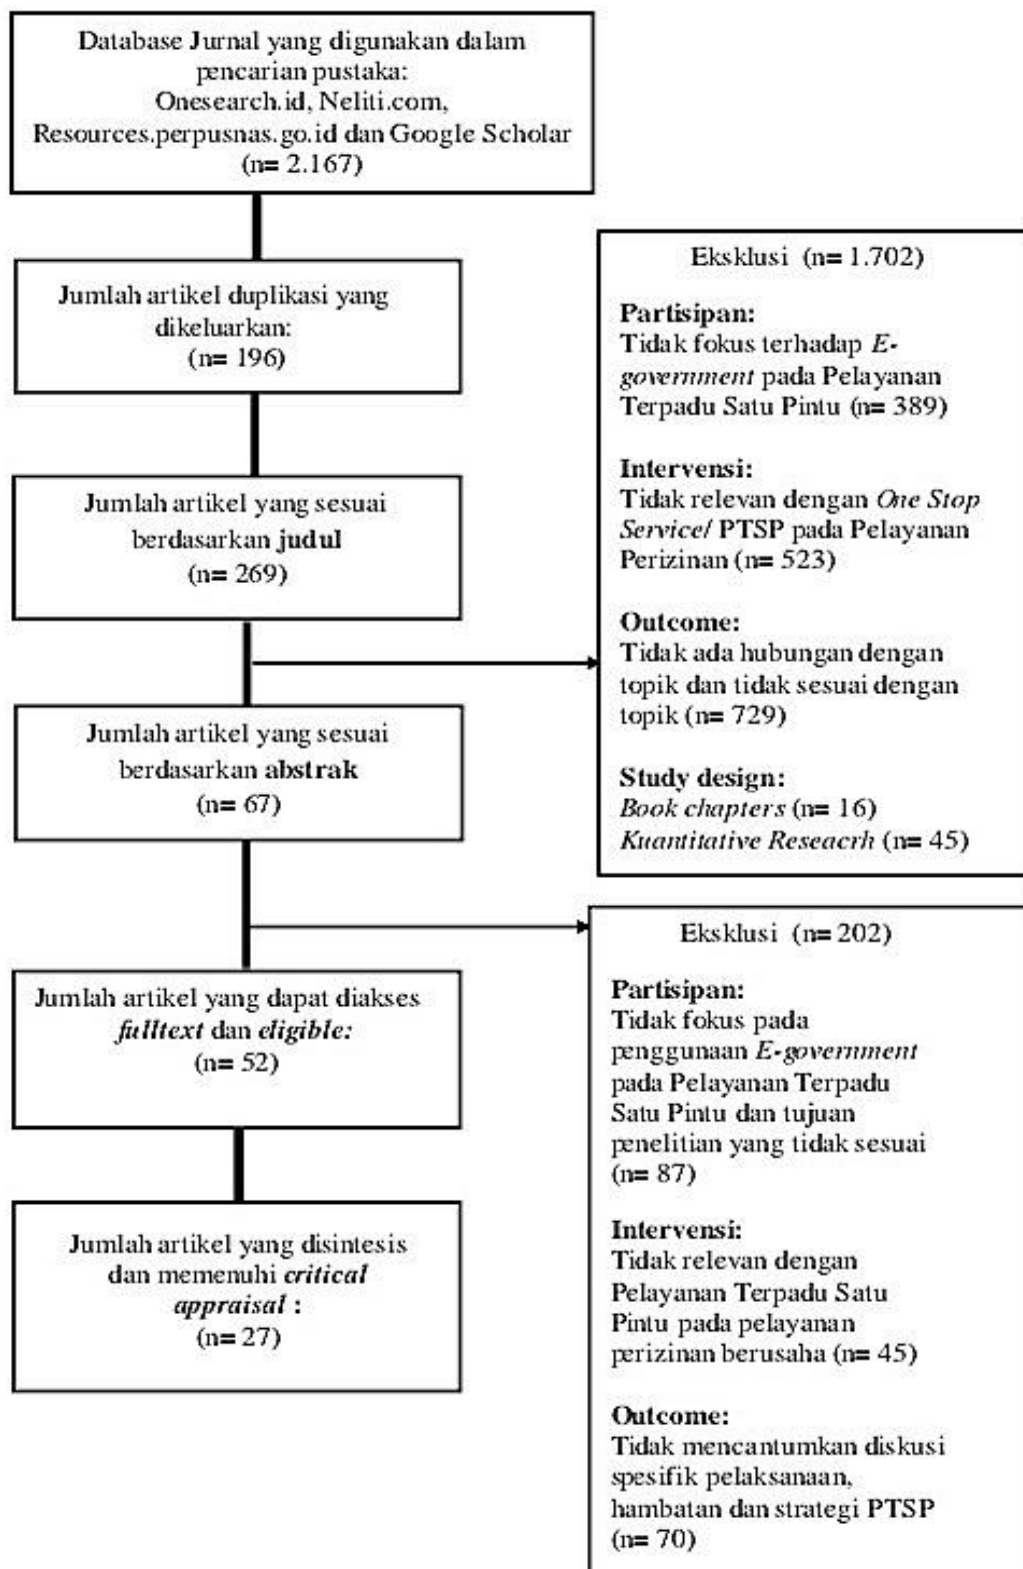 Database Jurnal yang digunakan dalam
pencarian pustaka:
Onesearch.id, Neliti.com,
Resources.perpusnas.go.id dan Google Scholar
(n= 2.167)
Jumlah artikel duplikasi yang
dikeluarkan:
(n= 196)
Jumlah artikel yang sesuai
berdasarkan judul
(n= 269)
Eksklusi (n= 1.702)
Partisipan:
Tidak fokus terhadap E-
government pada Pelayanan
Terpadu Satu Pintu (n= 389)
Intervensi:
Tidak relevan dengan One Stop
Service/ PTSP pada Pelayanan
Perizinan (n= 523)
Outcome:
Tidak ada hubungan dengan
topik dan tidak sesuai dengan
topik (n= 729)
Study design:
Book chapters (n= 16)
Kuantitative Reseacrh (n= 45)
Jumlah artikel yang sesuai
berdasarkan abstrak
(n= 67)
Jumlah artikel yang dapat diakses
fulltext dan eligible:
(n= 52)
Eksklusi (n= 202)
Partisipan:
Tidak fokus pada
penggunaan E-government
pada Pelayanan Terpadu
Satu Pintu dan tujuan
penelitian yang tidak sesuai
(n= 87)
Intervensi:
Tidak relevan dengan
Pelayanan Terpadu Satu
Pintu pada pelayanan
perizinan berusaha (n= 45)
Outcome:
Tidak mencantumkan diskusi
spesifik pelaksanaan,
hambatan dan strategi PTSP
(n= 70)
Jumlah artikel yang disintesis
dan memenuhi critical
appraisal :
(n= 27)